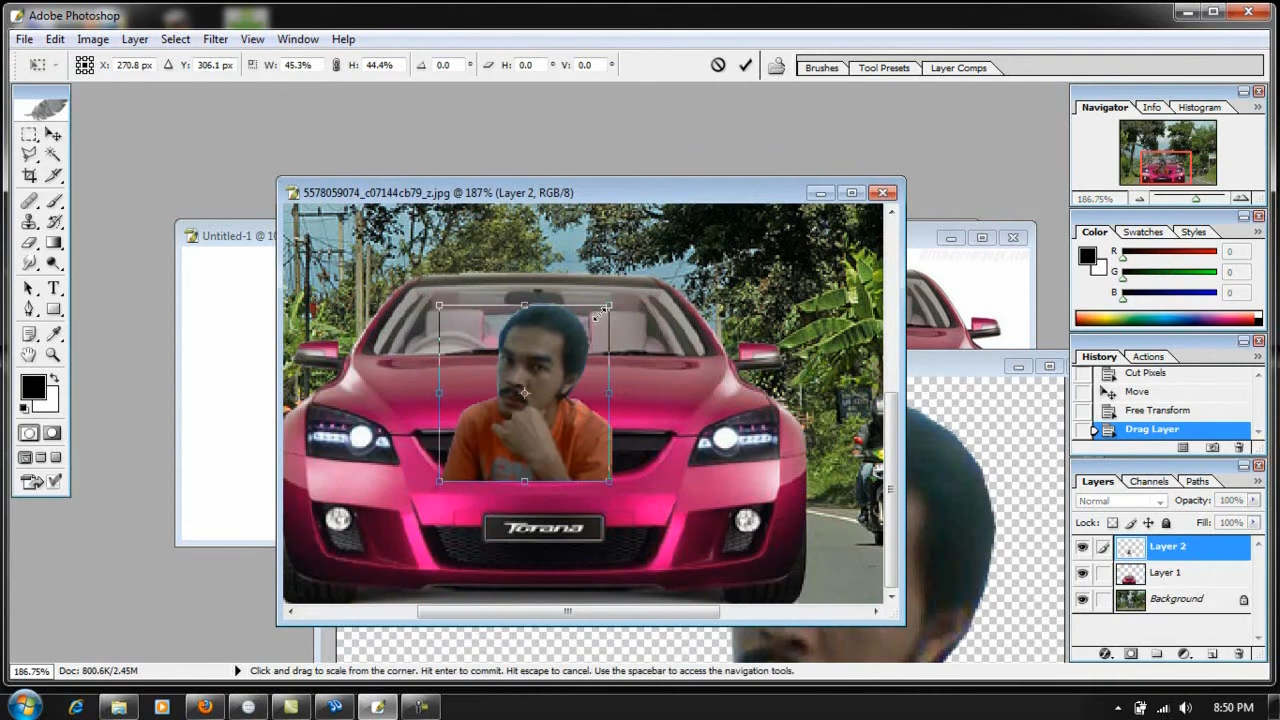 Adobe Photoshop
File Edit Image Layer Select Filter View Window Help
X: 270.8 px Y: 306.1 px W: 45.3% H: 44.4% 0.0 ° H: 0.0 ° V: 0.0 °
Brushes Tool Presets Layer Comps
Navigator Info Histogram
186.75%
5578059074_c07144cb79_z.jpg @ 187% (Layer 2, RGB/8)
Untitled-1 @ 10
Color Swatches Styles
R 0
G 0
B 0
History Actions
Cut Pixels
Move
Free Transform
Drag Layer
Layers Channels Paths
Normal Opacity: 100%
Lock: Fill: 100%
Layer 2
Layer 1
Background
Torana
186.75% Doc: 800.6K/2.45M Click and drag to scale from the corner. Hit enter to commit. Hit escape to cancel. Use the spacebar to access the navigation tools.
8:50 PM